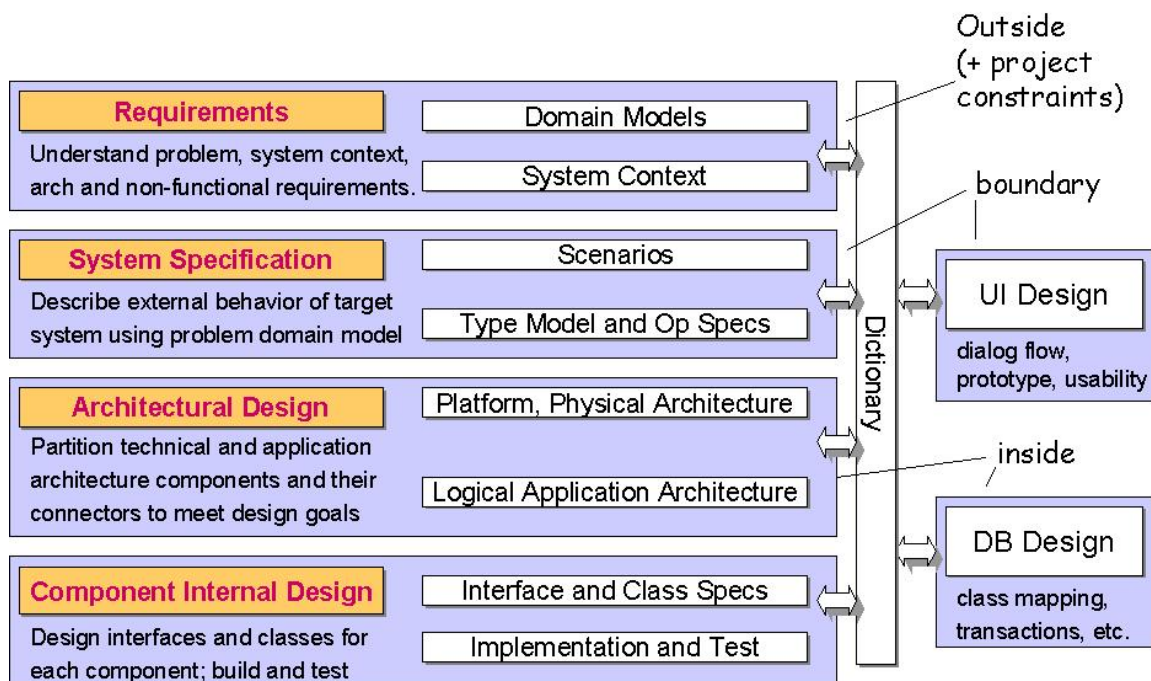 Outside
(+ project
constraints)
Requirements
Understand problem, system context,
arch and non-functional requirements.
Domain Models
System Context
boundary
System Specification
Describe external behavior of target
system using problem domain model
Scenarios
Type Model and Op Specs
Dictionary
UI Design
dialog flow,
prototype, usability
Architectural Design
Partition technical and application
architecture components and their
connectors to meet design goals
Platform, Physical Architecture
Logical Application Architecture
inside
DB Design
class mapping,
transactions, etc.
Component Internal Design
Design interfaces and classes for
each component; build and test
Interface and Class Specs
Implementation and Test